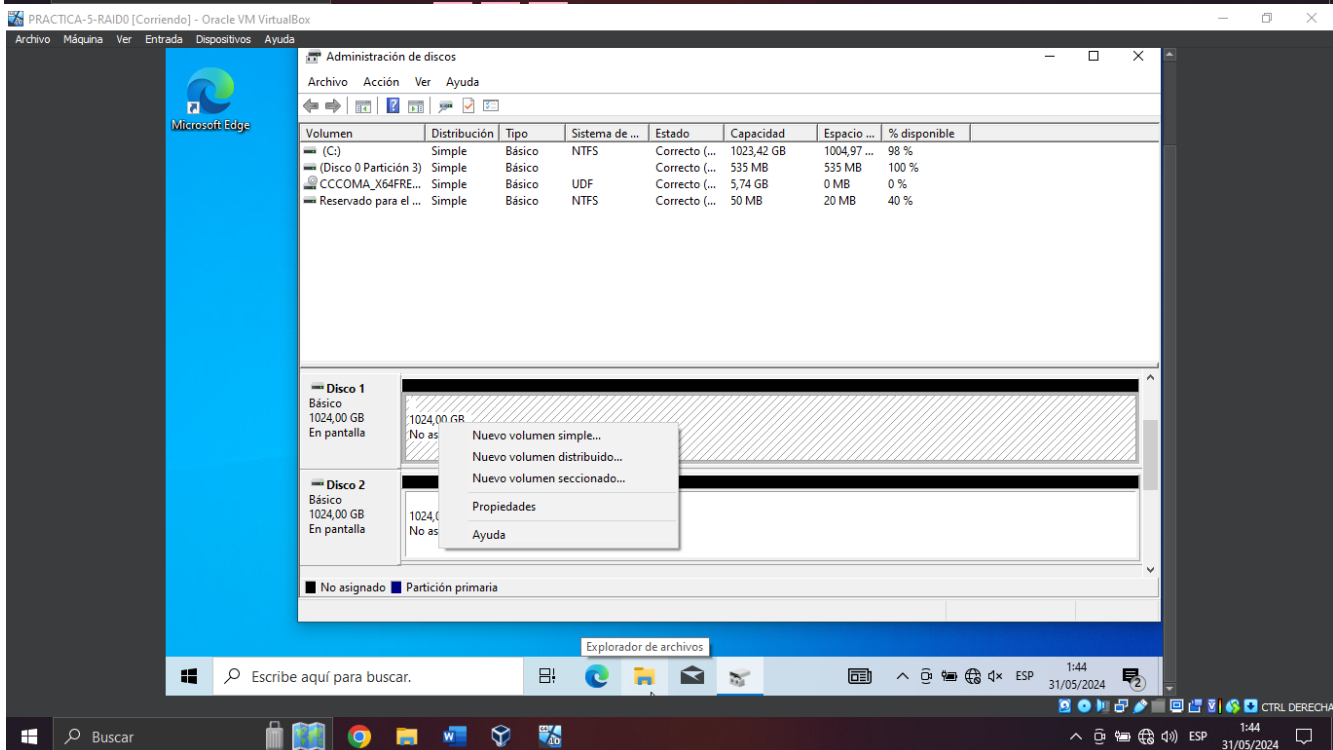 PRACTICA-5-RAID0 [Corriendo] - Oracle VM VirtualBox
Archivo Máquina Ver Entrada Dispositivos Ayuda
Microsoft Edge
Administración de discos
Archivo Acción Ver Ayuda
Volumen Distribución Tipo Sistema de ... Estado Capacidad Espacio ... % disponible
(C:) Simple Básico NTFS Correcto (... 1023,42 GB 1004,97 ... 98 %
(Disco 0 Partición 3) Simple Básico Correcto (... 535 MB 535 MB 100 %
CCCOMA_X64FRE... Simple Básico UDF Correcto (... 5,74 GB 0 MB 0 %
Reservado para el ... Simple Básico NTFS Correcto (... 50 MB 20 MB 40 %
Disco 1
Básico
1024,00 GB
En pantalla
1024,00 GB
No as
Nuevo volumen simple...
Nuevo volumen distribuido...
Nuevo volumen seccionado...
Propiedades
Ayuda
Disco 2
Básico
1024,00 GB
En pantalla
1024,0
No as
No asignado Partición primaria
Explorador de archivos
Escribe aquí para buscar.
ESP
1:44
31/05/2024
2
CTRL DERECHA
Buscar
ESP
1:44
31/05/2024